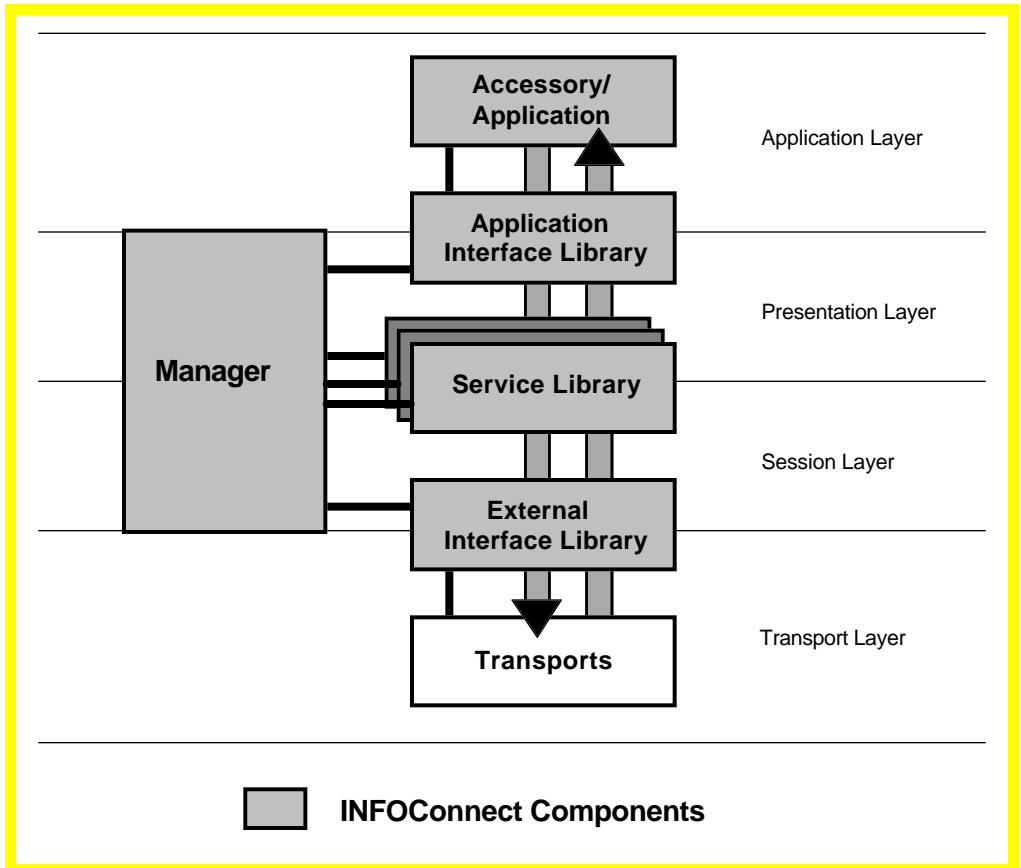 Accessory/
Application
Application Layer
Application
Interface Library
Presentation Layer
Manager
Service Library
Session Layer
External
Interface Library
Transport Layer
Transports
INFOConnect Components